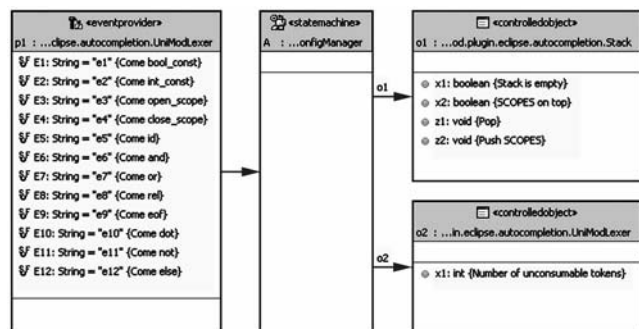 «eventprovider»
p1 : ...clipse.autocompletion.UniModLexer
E1: String = "e1" {Come bool_const}
E2: String = "e2" {Come int_const}
E3: String = "e3" {Come open_scope}
E4: String = "e4" {Come close_scope}
E5: String = "e5" {Come id}
E6: String = "e6" {Come and}
E7: String = "e7" {Come or}
E8: String = "e8" {Come rel}
E9: String = "e9" {Come eof}
E10: String = "e10" {Come dot}
E11: String = "e11" {Come not}
E12: String = "e12" {Come else}
«statemachine»
A : ...onfigManager
o1
o2
«controlledobject»
o1 : ...od.plugin.eclipse.autocompletion.Stack
x1: boolean {Stack is empty}
x2: boolean {SCOPES on top}
z1: void {Pop}
z2: void {Push SCOPES}
«controlledobject»
o2 : ...in.eclipse.autocompletion.UniModLexer
x1: int {Number of unconsumable tokens}